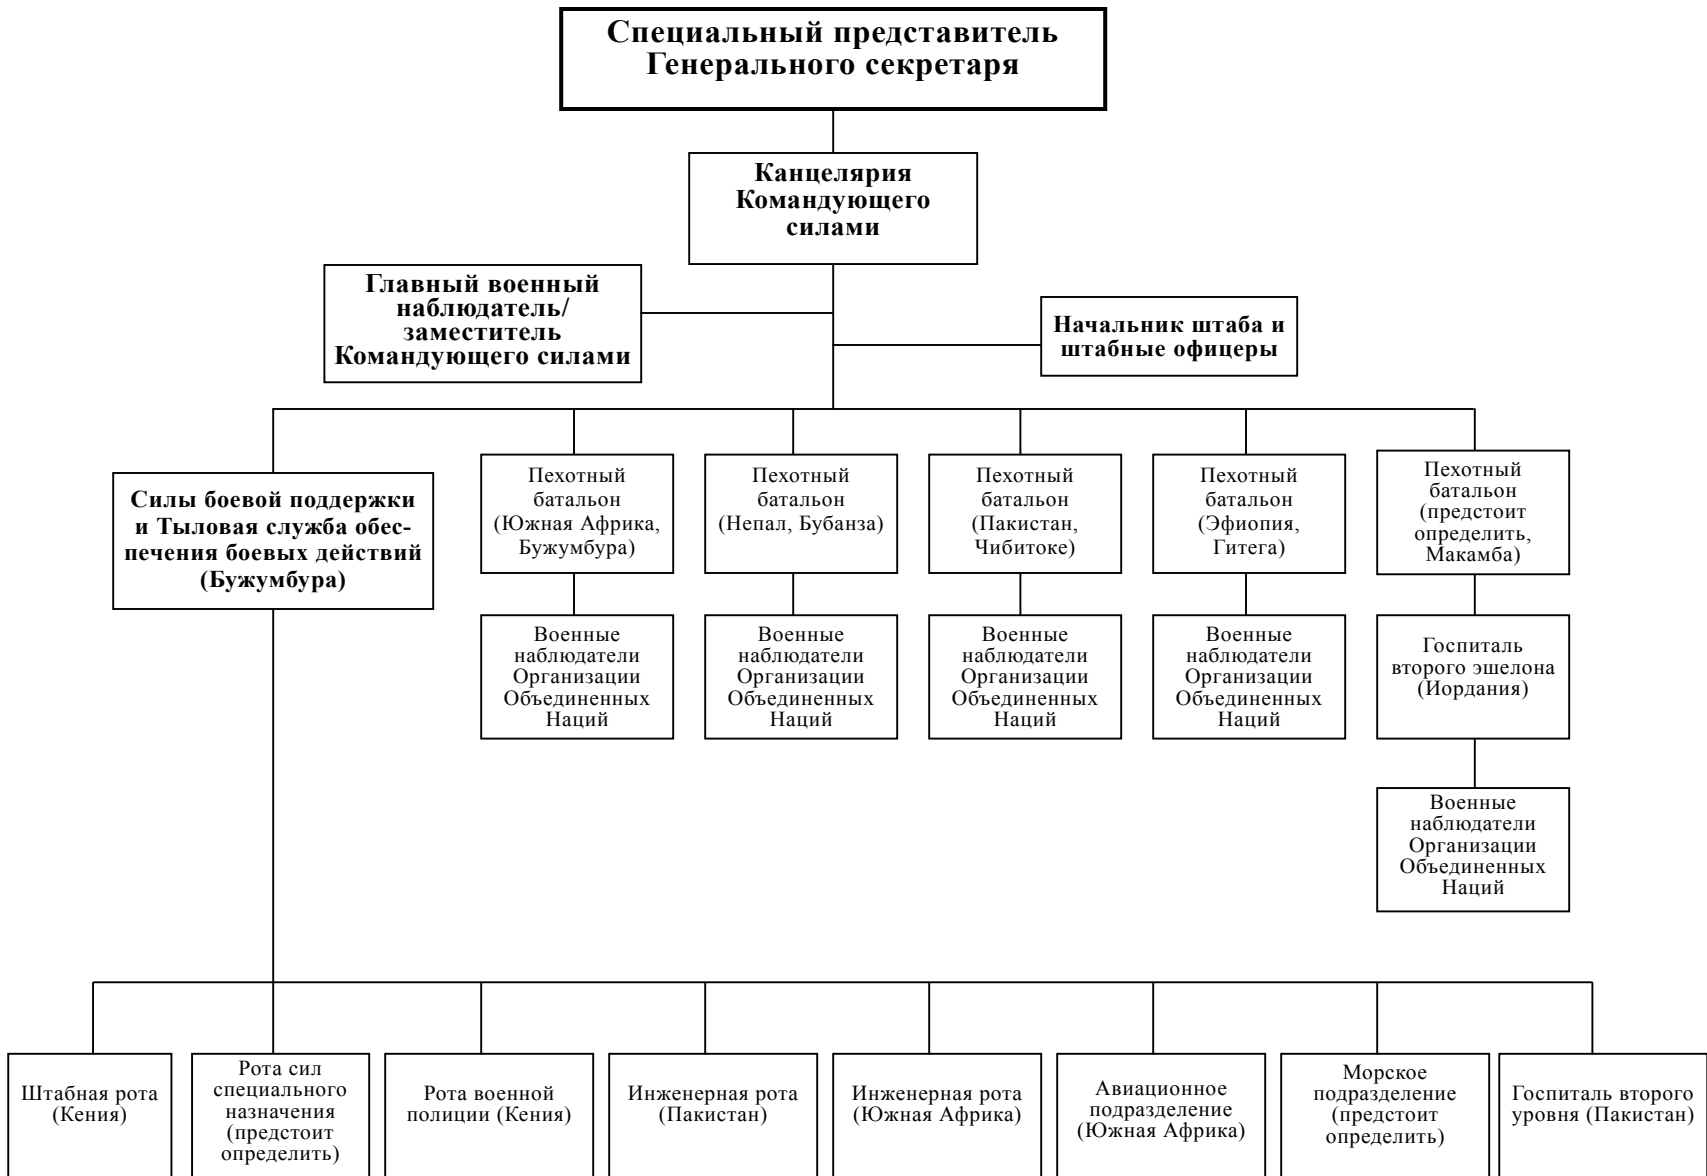 Специальный представитель
Генерального секретаря
Канцелярия
Командующего
силами
Главный военный
наблюдатель/
заместитель
Командующего силами
Начальник штаба и
штабные офицеры
Силы боевой поддержки
и Тыловая служба обес-
печения боевых действий
(Бужумбура)
Пехотный
батальон
(Южная Африка,
Бужумбура)
Пехотный
батальон
(Непал, Бубанза)
Пехотный
батальон
(Пакистан,
Чибитоке)
Пехотный
батальон
(Эфиопия,
Гитега)
Пехотный
батальон
(предстоит
определить,
Макамба)
Военные
наблюдатели
Организации
Объединенных
Наций
Военные
наблюдатели
Организации
Объединенных
Наций
Военные
наблюдатели
Организации
Объединенных
Наций
Военные
наблюдатели
Организации
Объединенных
Наций
Госпиталь
второго эшелона
(Иордания)
Военные
наблюдатели
Организации
Объединенных
Наций
Штабная рота
(Кения)
Рота сил
специального
назначения
(предстоит
определить)
Рота военной
полиции (Кения)
Инженерная рота
(Пакистан)
Инженерная рота
(Южная Африка)
Авиационное
подразделение
(Южная Африка)
Морское
подразделение
(предстоит
определить)
Госпиталь второго
уровня (Пакистан)